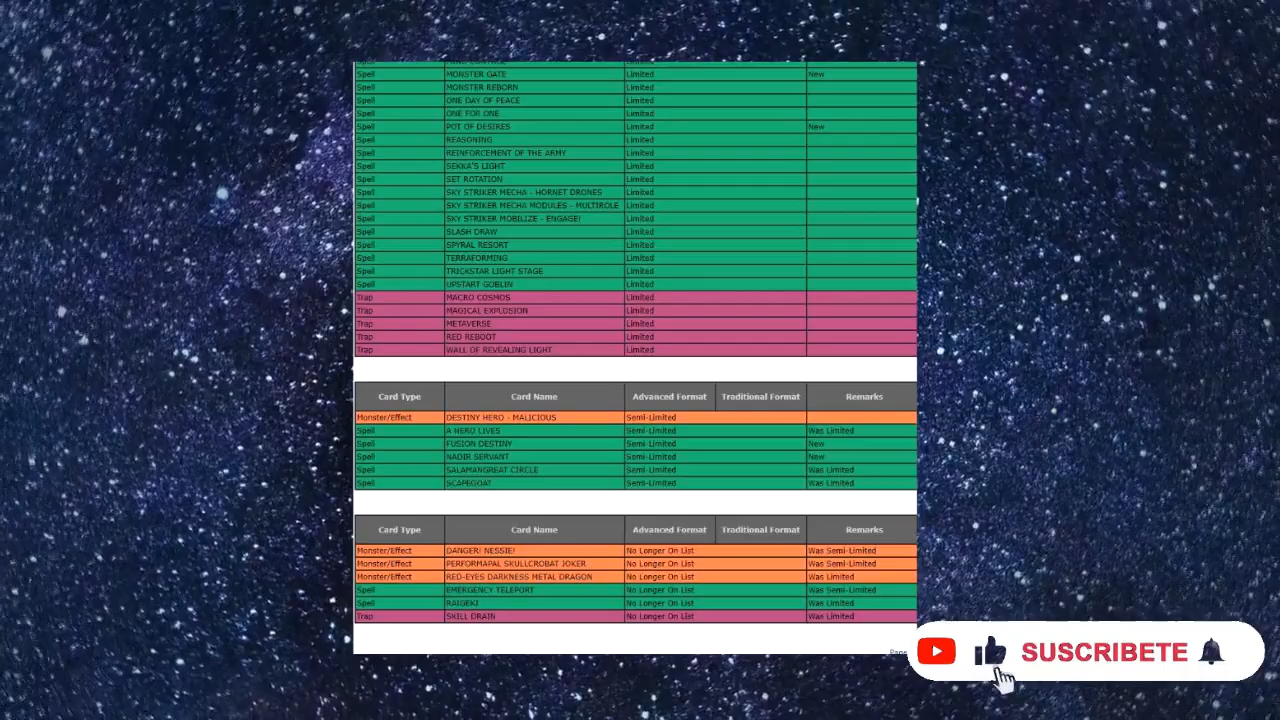 Spell MONSTER GATE Limited New
Spell MONSTER REBORN Limited
Spell ONE DAY OF PEACE Limited
Spell ONE FOR ONE Limited
Spell POT OF DESIRES Limited New
Spell REASONING Limited
Spell REINFORCEMENT OF THE ARMY Limited
Spell SEKKA'S LIGHT Limited
Spell SET ROTATION Limited
Spell SKY STRIKER MECHA - HORNET DRONES Limited
Spell SKY STRIKER MECHA MODULES - MULTIROLE Limited
Spell SKY STRIKER MOBILIZE - ENGAGE! Limited
Spell SLASH DRAW Limited
Spell SPYRAL RESORT Limited
Spell TERRAFORMING Limited
Spell TRICKSTAR LIGHT STAGE Limited
Spell UPSTART GOBLIN Limited
Trap MACRO COSMOS Limited
Trap MAGICAL EXPLOSION Limited
Trap METAVERSE Limited
Trap RED REBOOT Limited
Trap WALL OF REVEALING LIGHT Limited
Card Type Card Name Advanced Format Traditional Format Remarks
Monster/Effect DESTINY HERO - MALICIOUS Semi-Limited
Spell A HERO LIVES Semi-Limited Was Limited
Spell FUSION DESTINY Semi-Limited New
Spell NADIR SERVANT Semi-Limited New
Spell SALAMANGREAT CIRCLE Semi-Limited Was Limited
Spell SCAPEGOAT Semi-Limited Was Limited
Card Type Card Name Advanced Format Traditional Format Remarks
Monster/Effect DANGER! NESSIE! No Longer On List Was Semi-Limited
Monster/Effect PERFORMAPAL SKULLCROBAT JOKER No Longer On List Was Semi-Limited
Monster/Effect RED-EYES DARKNESS METAL DRAGON No Longer On List Was Limited
Spell EMERGENCY TELEPORT No Longer On List Was Semi-Limited
Spell RAIGEKI No Longer On List Was Limited
Trap SKILL DRAIN No Longer On List Was Limited
SUSCRIBETE